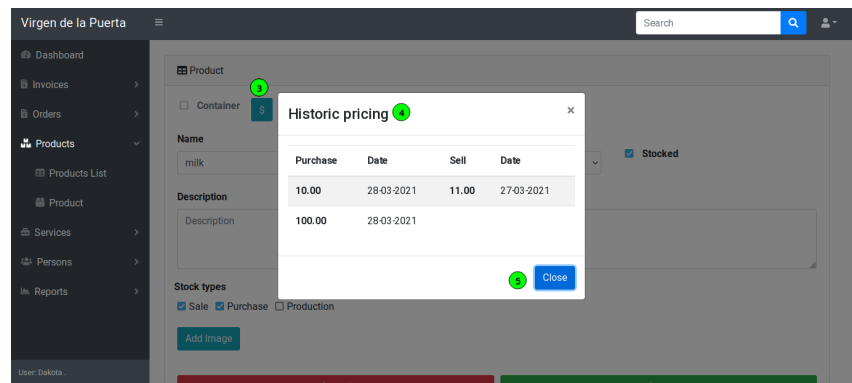 Virgen de la Puerta
Search
Dashboard
Invoices
Orders
Products
Products List
Product
Services
Persons
Reports
User: Dakota .
Product
3
Container
$
Name
milk
Stocked
Description
Description
Stock types
Sale
Purchase
Production
Add Image
Historic pricing 4
×
Purchase Date Sell Date
10.00 28-03-2021 11.00 27-03-2021
100.00 28-03-2021
5
Close